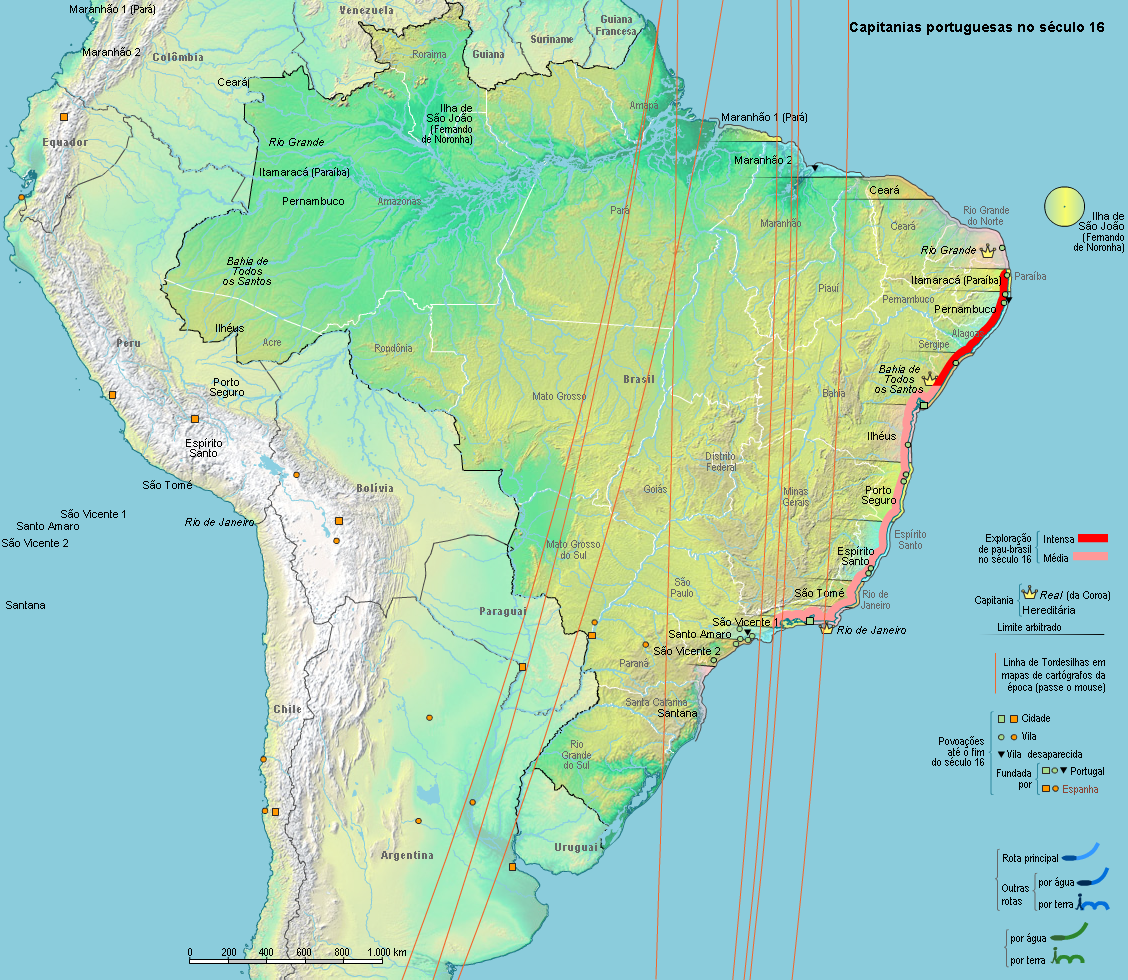 Capitanias portuguesas no século 16
Maranhão 1 (Pará)
Maranhão 2
Ceará
Venezuela
Colômbia
Equador
Roraima
Guiana
Suriname
Guiana
Francesa
Amapá
Ilha de
São João
(Fernando
de Noronha)
Rio Grande
Itamaracá (Paraíba)
Pernambuco
Amazonas
Pará
Bahia de
Todos
os Santos
Ilhéus
Acre
Rondônia
Peru
Porto
Seguro
Espírito
Santo
São Tomé
Rio de Janeiro
São Vicente 1
Santo Amaro
São Vicente 2
Santana
Maranhão 1 (Pará)
Maranhão 2
Maranhão
Ceará
Ceará
Rio Grande
do Norte
Rio Grande
Ilha de
São João
(Fernando
de Noronha)
Itamaracá (Paraíba)
Paraíba
Piauí
Pernambuco
Pernambuco
Alagoas
Sergipe
Bahia de
Todos
os Santos
Bahia
Brasil
Mato Grosso
Ilhéus
Distrito
Federal
Goiás
Minas
Gerais
Porto
Seguro
Espírito
Santo
Espírito
Santo
São Tomé
Rio de
Janeiro
Rio de Janeiro
São
Paulo
São Vicente 1
Santo Amaro
São Vicente 2
Mato Grosso
do Sul
Bolívia
Paraguai
Paraná
Santa Catarina
Santana
Rio
Grande
do Sul
Chile
Argentina
Uruguai
Exploração
de pau-brasil
no século 16
Intensa
Média
Capitania
Real (da Coroa)
Hereditária
Limite arbitrado
Linha de Tordesilhas em
mapas de cartógrafos da
época (passe o mouse)
Povoações
até o fim
do século 16
Cidade
Vila
Vila desaparecida
Fundada
por
Portugal
Espanha
Rota principal
Outras
rotas
por água
por terra
por água
por terra
0 200 400 600 800 1.000 km